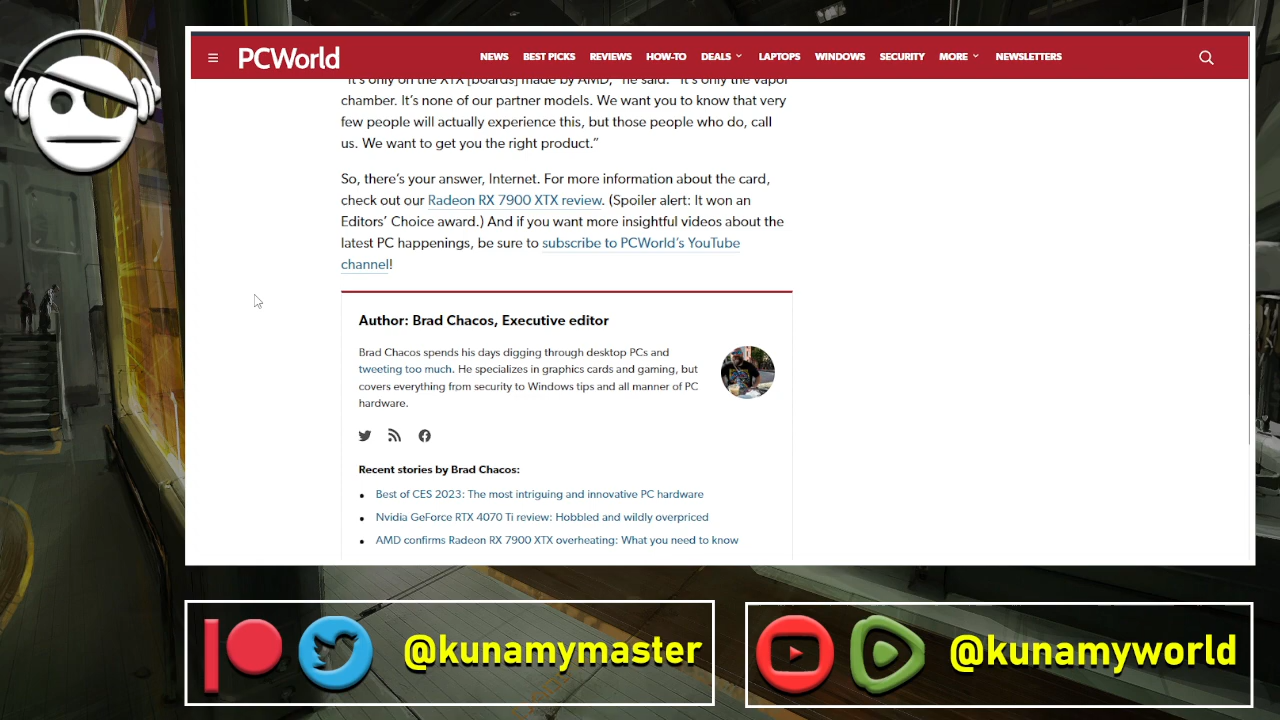 PCWorld
NEWS BEST PICKS REVIEWS HOW-TO DEALS LAPTOPS WINDOWS SECURITY MORE NEWSLETTERS
"It's only on the XTX [boards] made by AMD," he said. "It's only the vapor
chamber. It's none of our partner models. We want you to know that very
few people will actually experience this, but those people who do, call
us. We want to get you the right product."
So, there's your answer, Internet. For more information about the card,
check out our Radeon RX 7900 XTX review. (Spoiler alert: It won an
Editors' Choice award.) And if you want more insightful videos about the
latest PC happenings, be sure to subscribe to PCWorld's YouTube
channel!
Author: Brad Chacos, Executive editor
Brad Chacos spends his days digging through desktop PCs and
tweeting too much. He specializes in graphics cards and gaming, but
covers everything from security to Windows tips and all manner of PC
hardware.
Recent stories by Brad Chacos:
Best of CES 2023: The most intriguing and innovative PC hardware
Nvidia GeForce RTX 4070 Ti review: Hobbled and wildly overpriced
AMD confirms Radeon RX 7900 XTX overheating: What you need to know
@kunamymaster
@kunamyworld